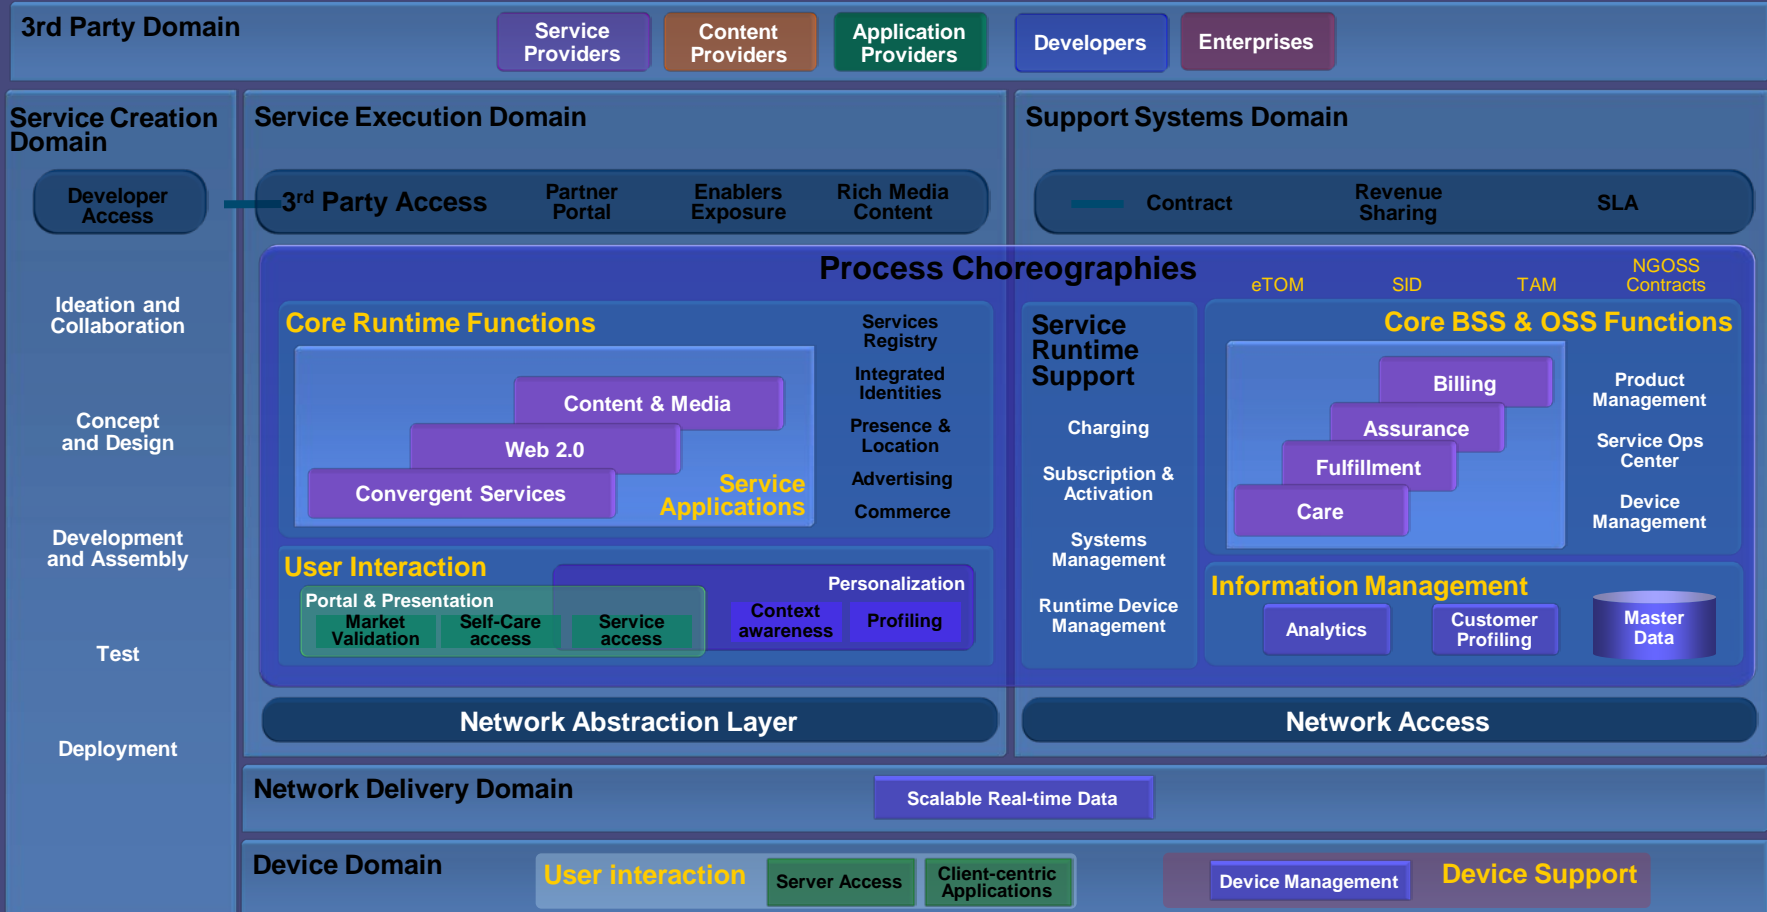 3rd Party Domain
Service
Providers
Content
Providers
Application
Providers
Developers
Enterprises
Service Creation
Domain
Developer
Access
Ideation and
Collaboration
Concept
and Design
Development
and Assembly
Test
Deployment
Service Execution Domain
3rd Party Access
Partner
Portal
Enablers
Exposure
Rich Media
Content
Support Systems Domain
Contract
Revenue
Sharing
SLA
Process Choreographies
eTOM
SID
TAM
NGOSS
Contracts
Core Runtime Functions
Content & Media
Web 2.0
Convergent Services
Service
Applications
Services
Registry
Integrated
Identities
Presence &
Location
Advertising
Commerce
User Interaction
Portal & Presentation
Market
Validation
Self-Care
access
Service
access
Personalization
Context
awareness
Profiling
Service
Runtime
Support
Charging
Subscription &
Activation
Systems
Management
Runtime Device
Management
Core BSS & OSS Functions
Billing
Assurance
Fulfillment
Care
Product
Management
Service Ops
Center
Device
Management
Information Management
Analytics
Customer
Profiling
Master
Data
Network Abstraction Layer
Network Access
Network Delivery Domain
Scalable Real-time Data
Device Domain
User interaction
Server Access
Client-centric
Applications
Device Management
Device Support